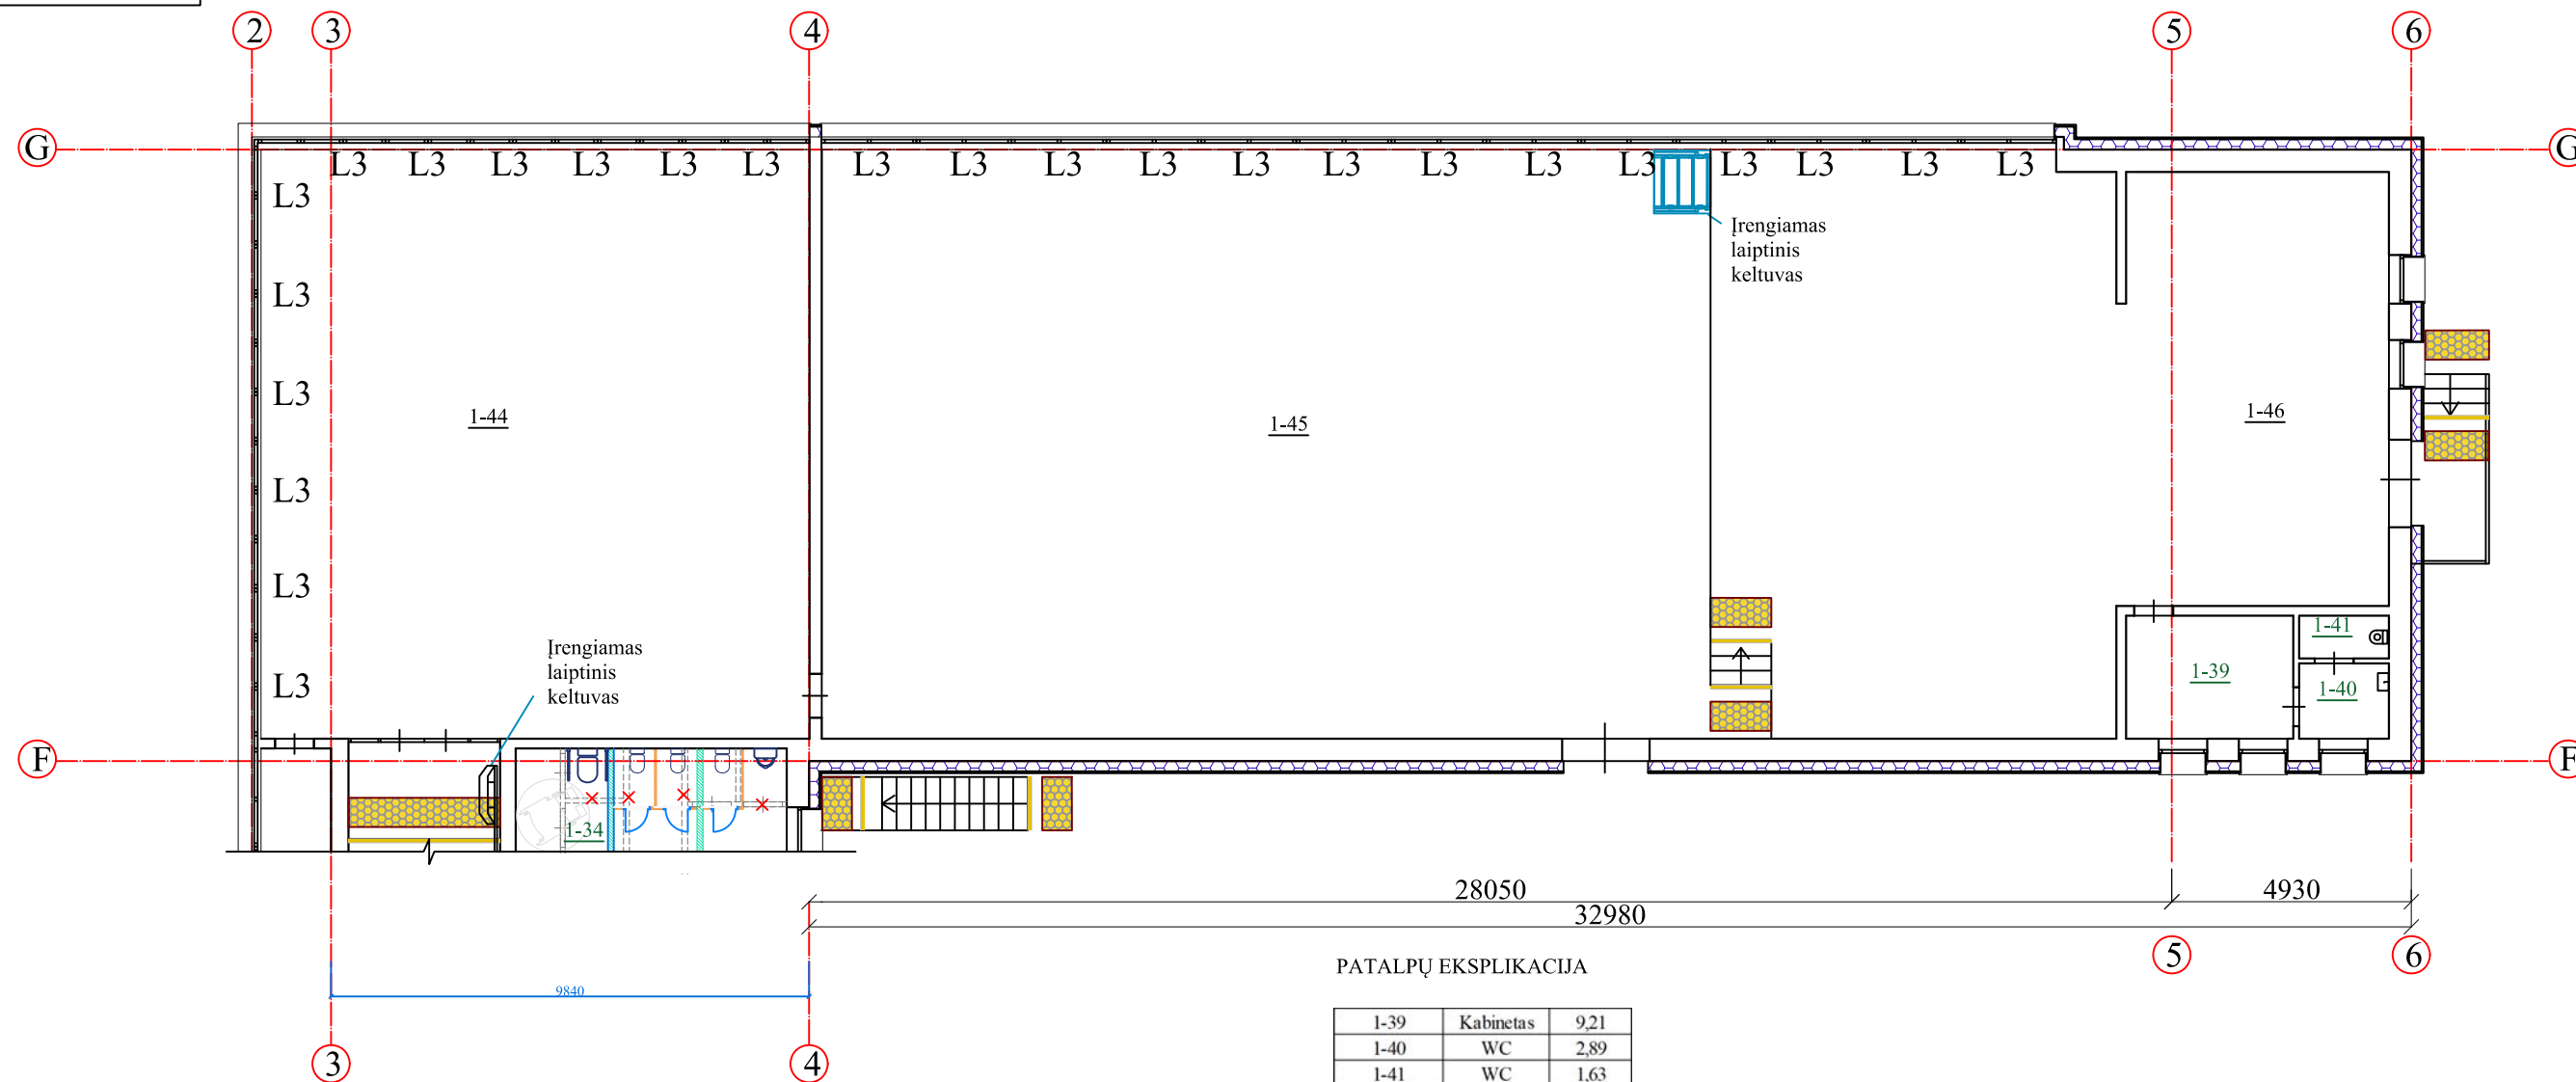 2 3 4 5 6
G G
L3 L3 L3 L3 L3 L3 L3 L3 L3 L3 L3 L3 L3 L3 L3 L3 L3 L3 L3
L3
L3
L3
L3
L3
L3
Įrengiamas
laiptinis
keltuvas
1-44
1-45
1-46
Įrengiamas
laiptinis
keltuvas
1-41
1-39
1-40
F F
1-34
28050 4930
32980
9840
5 6
3 4
PATALPŲ EKSPLIKACIJA
1-39 Kabinetas 9,21
1-40 WC 2,89
1-41 WC 1,63